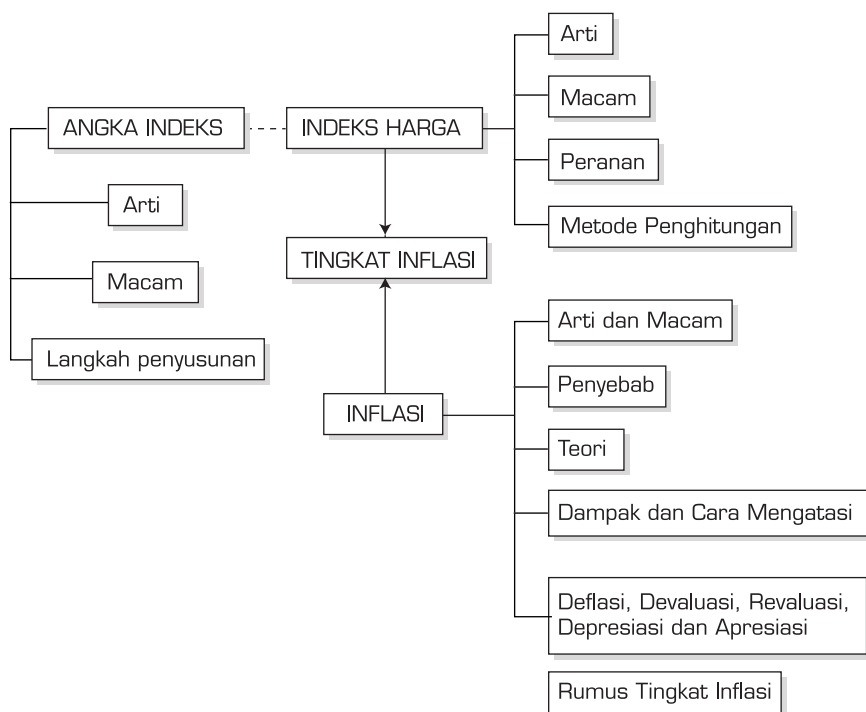 ANGKA INDEKS
Arti
Macam
Langkah penyusunan
INDEKS HARGA
Arti
Macam
Peranan
Metode Penghitungan
TINGKAT INFLASI
INFLASI
Arti dan Macam
Penyebab
Teori
Dampak dan Cara Mengatasi
Deflasi, Devaluasi, Revaluasi,
Depresiasi dan Apresiasi
Rumus Tingkat Inflasi